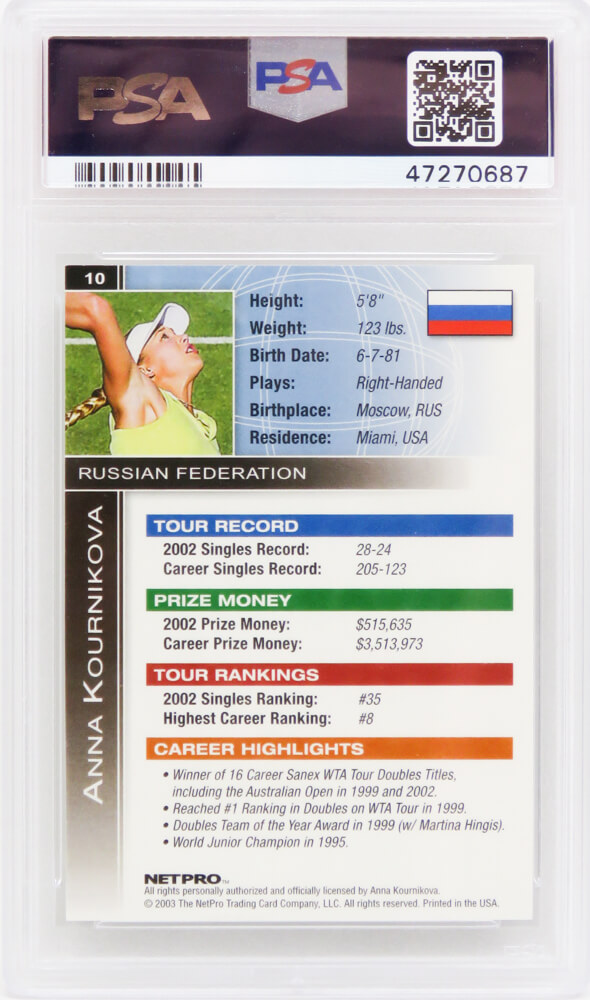 PSA
PSA
47270687
10
Height: 5'8"
Weight: 123 lbs.
Birth Date: 6-7-81
Plays: Right-Handed
Birthplace: Moscow, RUS
Residence: Miami, USA
RUSSIAN FEDERATION
ANNA KOURNIKOVA
TOUR RECORD
2002 Singles Record: 28-24
Career Singles Record: 205-123
PRIZE MONEY
2002 Prize Money: $515,635
Career Prize Money: $3,513,973
TOUR RANKINGS
2002 Singles Ranking: #35
Highest Career Ranking: #8
CAREER HIGHLIGHTS
• Winner of 16 Career Sanex WTA Tour Doubles Titles,
including the Australian Open in 1999 and 2002.
• Reached #1 Ranking in Doubles on WTA Tour in 1999.
• Doubles Team of the Year Award in 1999 (w/ Martina Hingis).
• World Junior Champion in 1995.
NETPRO™
All rights personally authorized and officially licensed by Anna Kournikova.
© 2003 The NetPro Trading Card Company, LLC. All rights reserved. Printed in the USA.